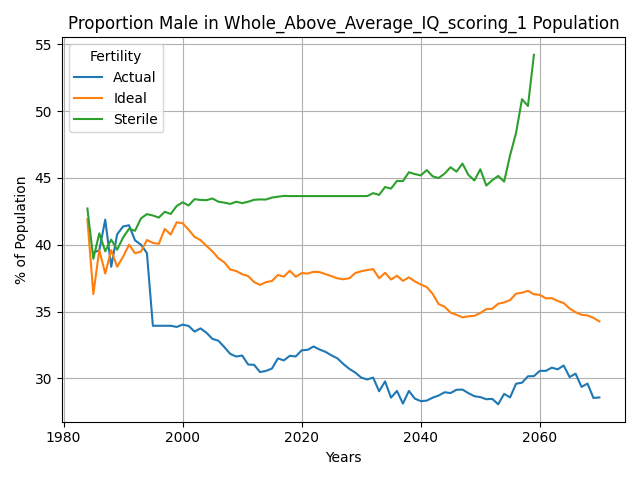 Proportion Male in Whole_Above_Average_IQ_scoring_1 Population
55
50
45
40
35
30
% of Population
Fertility
Actual
Ideal
Sterile
1980
2000
2020
2040
2060
Years